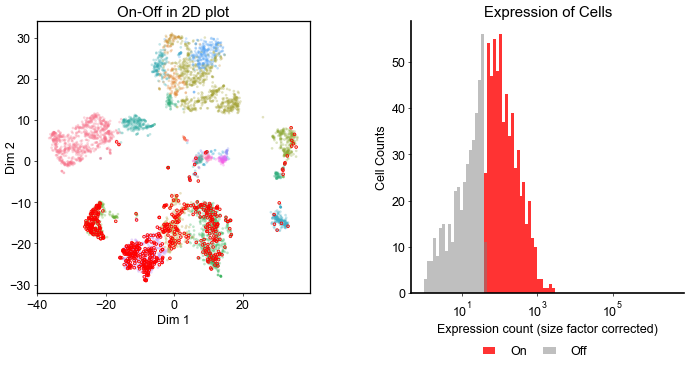 On-Off in 2D plot
30
20
10
0
−10
−20
−30
Dim 2
−40
−20
0
20
Dim 1
Expression of Cells
50
40
30
20
10
0
Cell Counts
10^1
10^3
10^5
Expression count (size factor corrected)
On Off